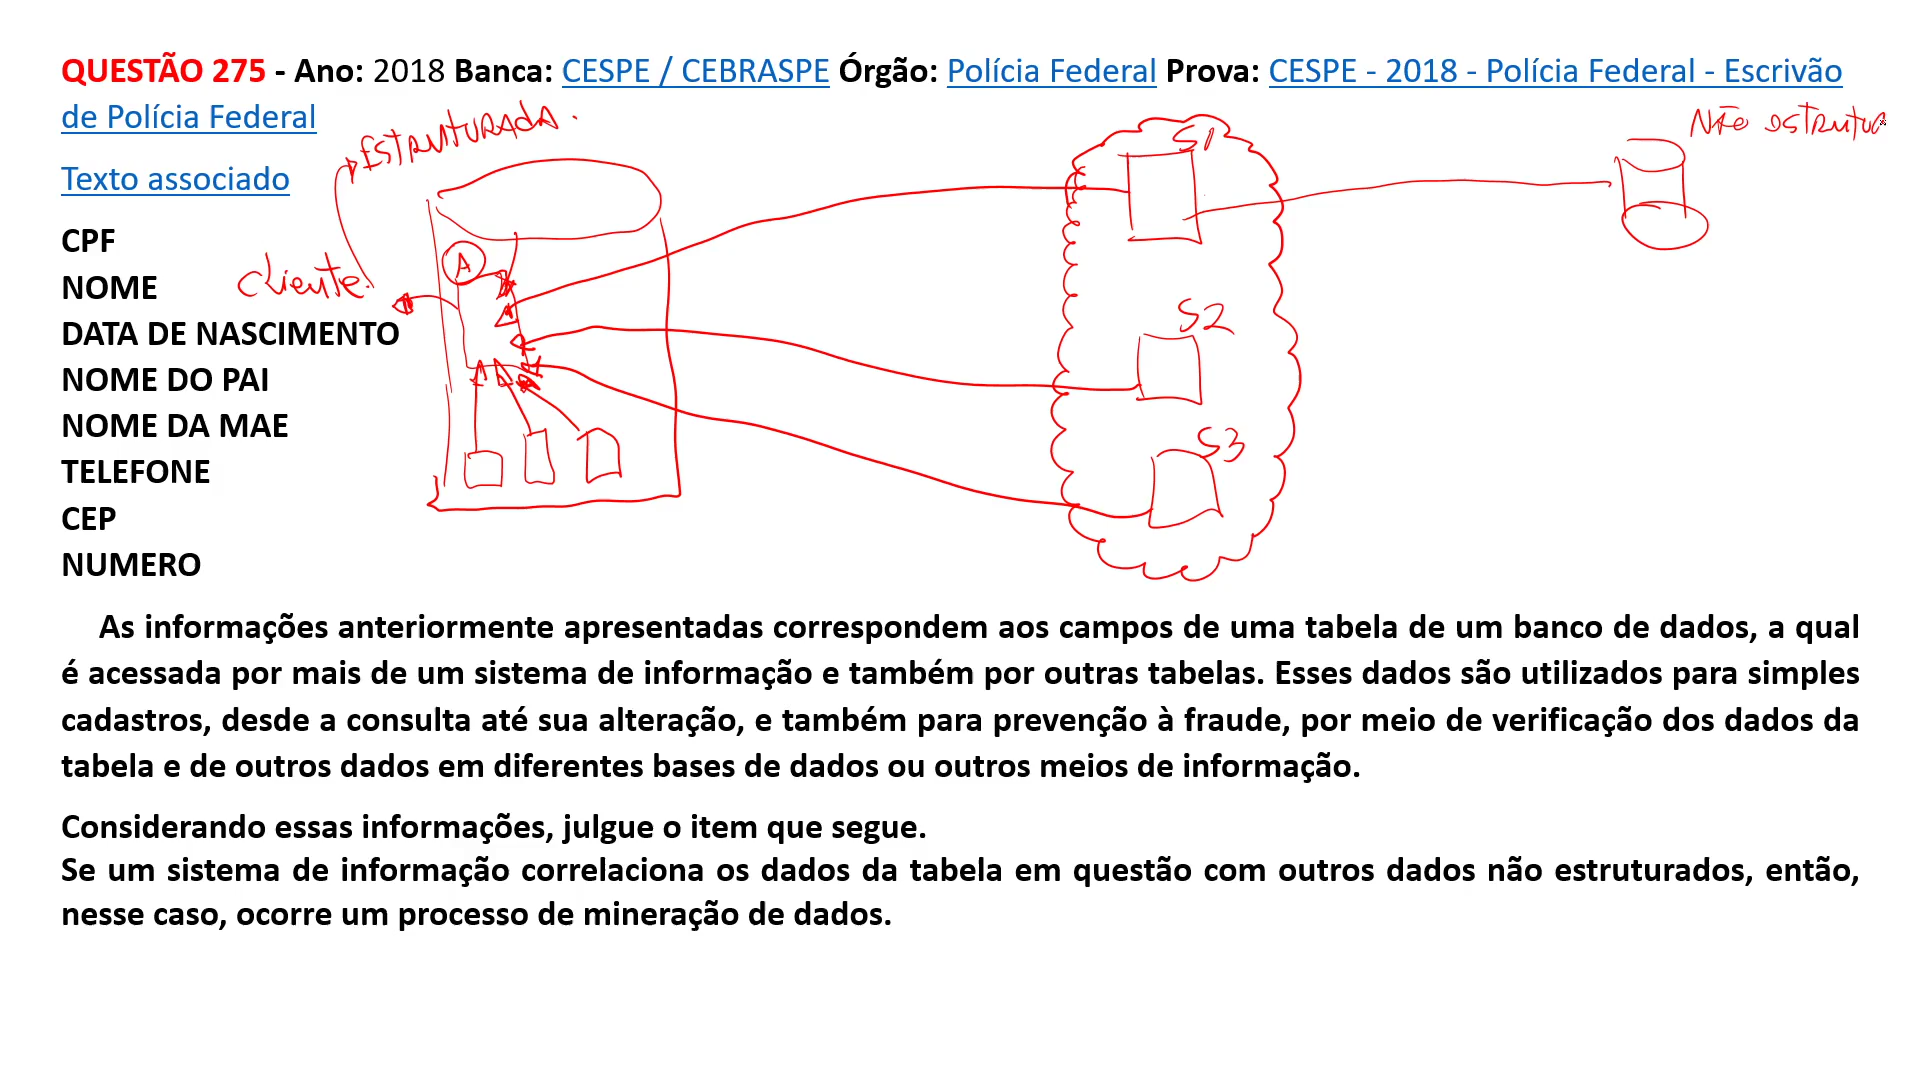 QUESTÃO 275 - Ano: 2018 Banca: CESPE / CEBRASPE Órgão: Polícia Federal Prova: CESPE - 2018 - Polícia Federal - Escrivão
de Polícia Federal
ESTRUTURADA.
S1
NÃO
Texto associado
CPF
A
NOME
Cliente
DATA DE NASCIMENTO
S2
NOME DO PAI
NOME DA MAE
S3
TELEFONE
CEP
NUMERO
As informações anteriormente apresentadas correspondem aos campos de uma tabela de um banco de dados, a qual
é acessada por mais de um sistema de informação e também por outras tabelas. Esses dados são utilizados para simples
cadastros, desde a consulta até sua alteração, e também para prevenção à fraude, por meio de verificação dos dados da
tabela e de outros dados em diferentes bases de dados ou outros meios de informação.
Considerando essas informações, julgue o item que segue.
Se um sistema de informação correlaciona os dados da tabela em questão com outros dados não estruturados, então,
nesse caso, ocorre um processo de mineração de dados.